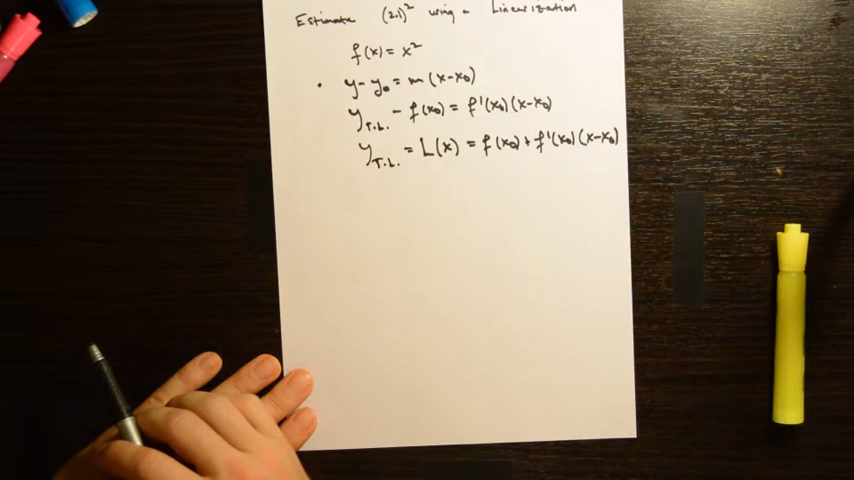 Estimate (2.1)² using a Linearization
f(x) = x²
• y - y₀ = m(x-x₀)
y_T.L. - f(x₀) = f'(x₀)(x-x₀)
y_T.L. = L(x) = f(x₀) + f'(x₀)(x-x₀)